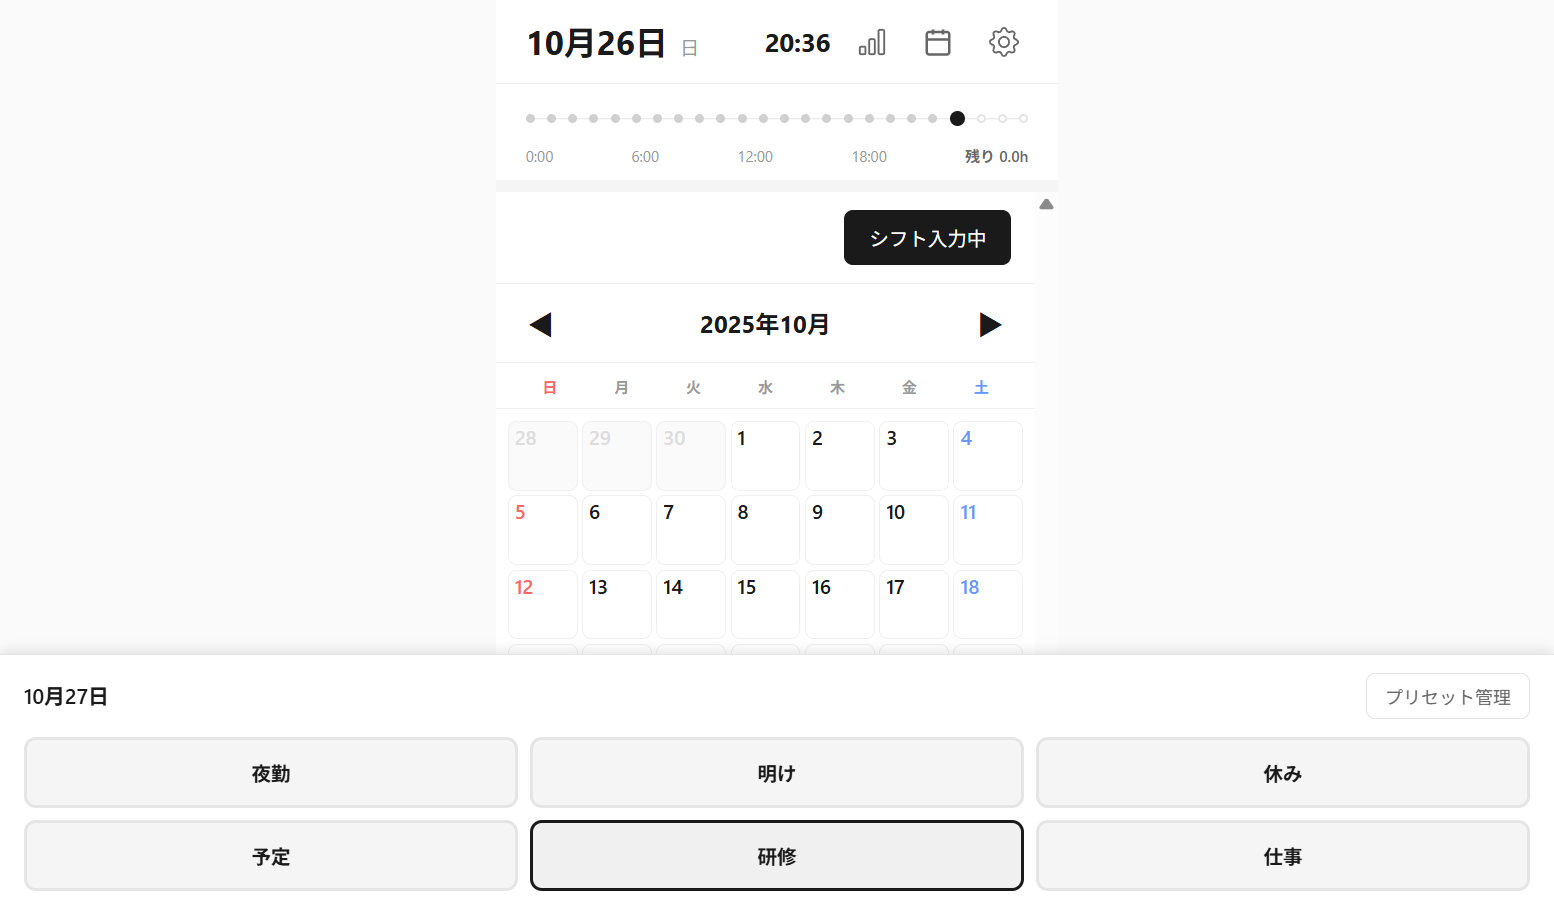 10月26日 日 20:36
0:00 6:00 12:00 18:00 残り 0.0h
シフト入力中
◀ 2025年10月 ▶
日 月 火 水 木 金 土
28 29 30 1 2 3 4
5 6 7 8 9 10 11
12 13 14 15 16 17 18
10月27日 プリセット管理
夜勤 明け 休み
予定 研修 仕事